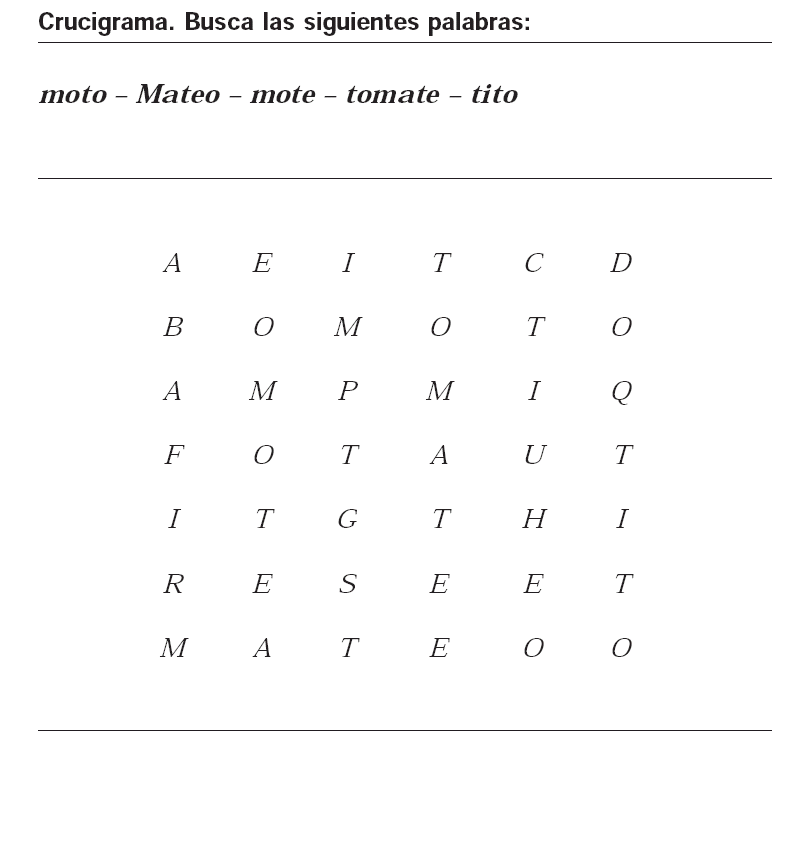 Crucigrama. Busca las siguientes palabras:
moto – Mateo – mote – tomate – tito
A E I T C D
B O M O T O
A M P M I Q
F O T A U T
I T G T H I
R E S E E T
M A T E O O